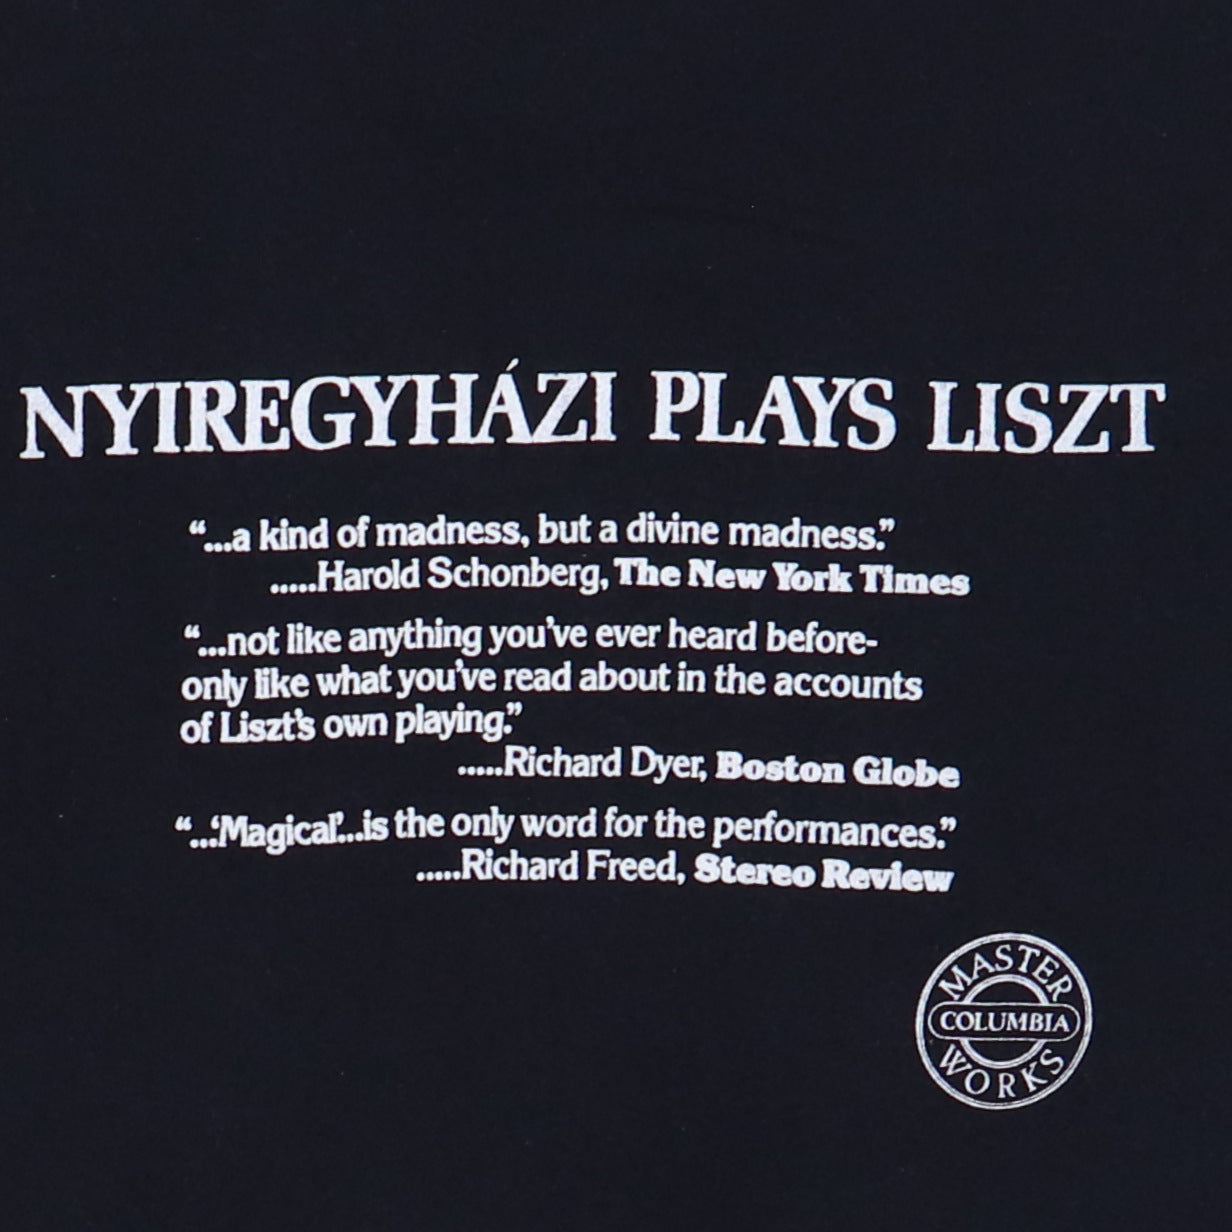 NYIREGYHÁZI PLAYS LISZT
“...a kind of madness, but a divine madness.”
.....Harold Schonberg, The New York Times
“...not like anything you’ve ever heard before-
only like what you’ve read about in the accounts
of Liszt’s own playing.”
.....Richard Dyer, Boston Globe
“...‘Magical’...is the only word for the performances.”
.....Richard Freed, Stereo Review
MASTER
COLUMBIA
WORKS